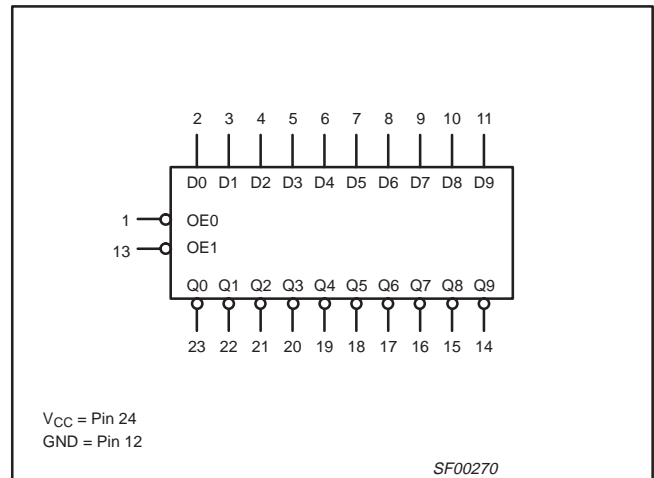 2 3 4 5 6 7 8 9 10 11
D0 D1 D2 D3 D4 D5 D6 D7 D8 D9
1 OE0
13 OE1
Q0 Q1 Q2 Q3 Q4 Q5 Q6 Q7 Q8 Q9
23 22 21 20 19 18 17 16 15 14
VCC = Pin 24
GND = Pin 12
SF00270